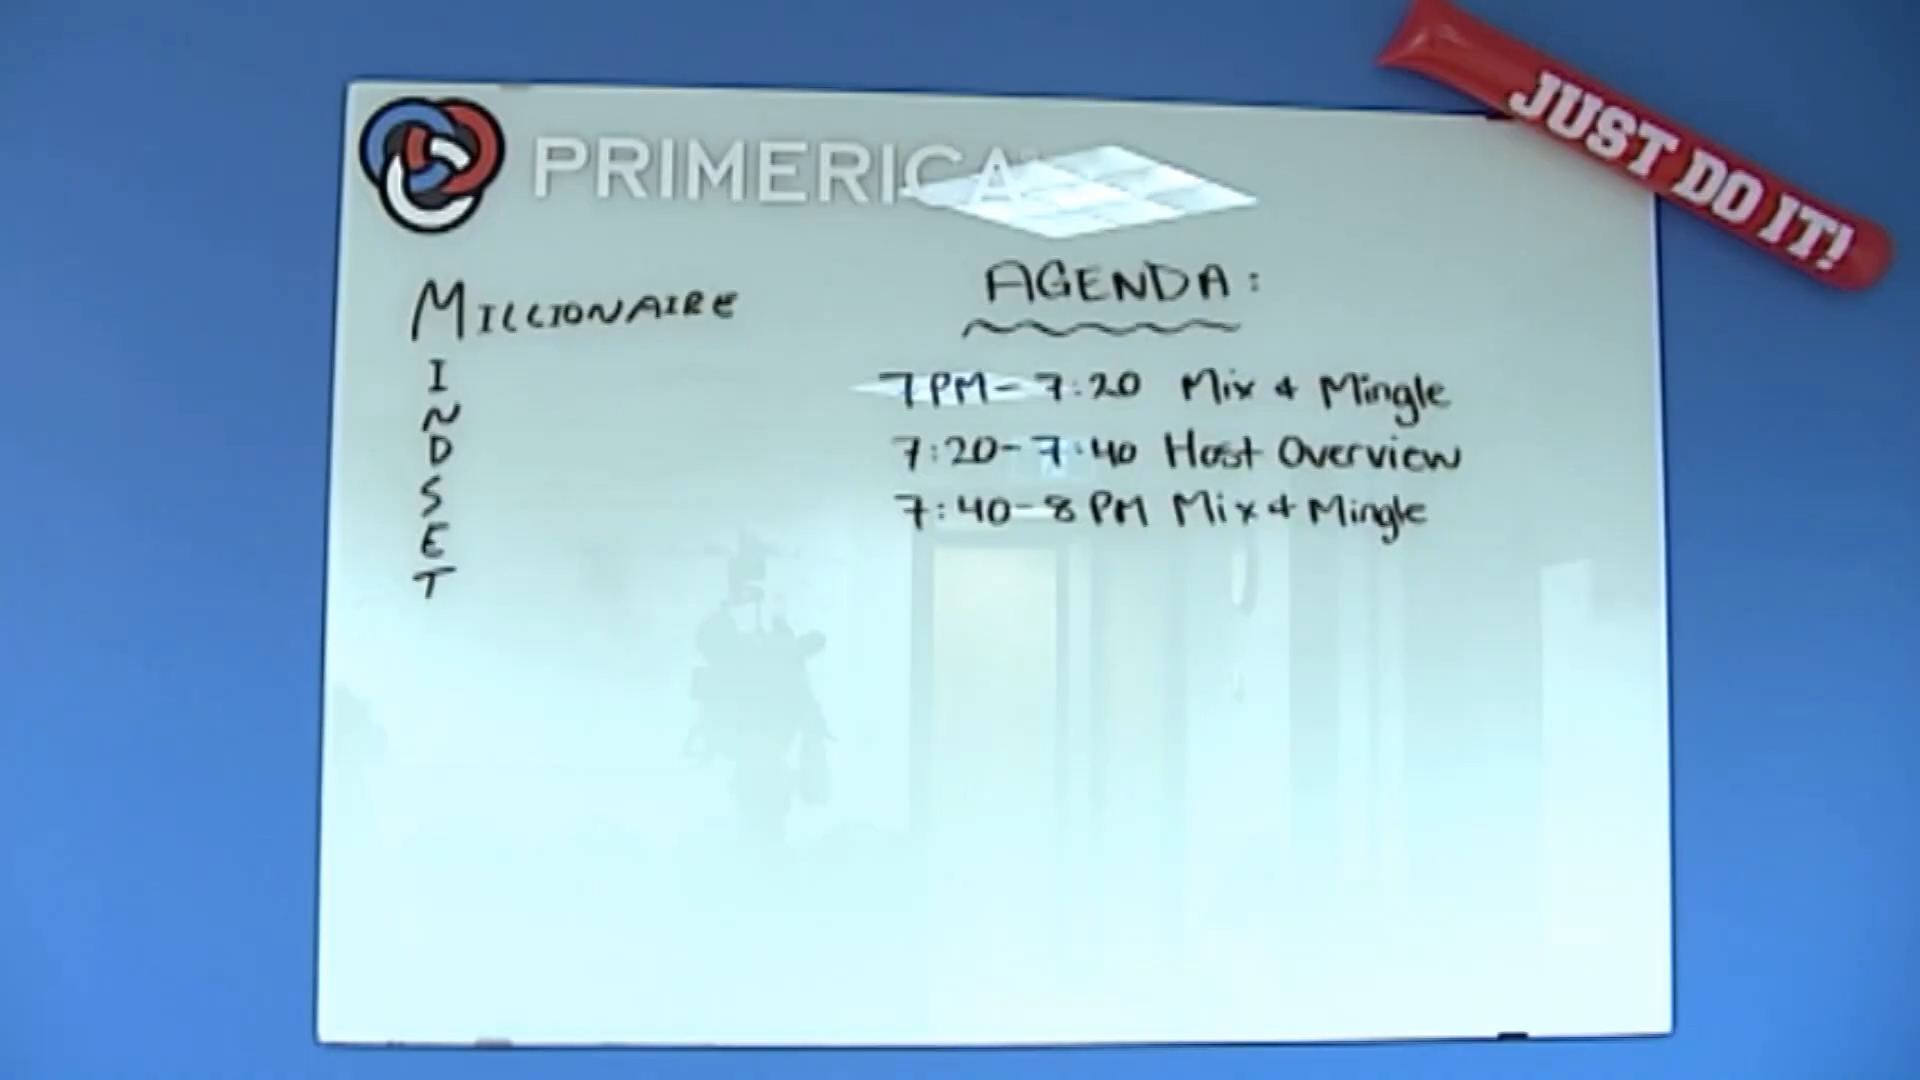 PRIMERICA
JUST DO IT!
MILLIONAIRE
I
N
D
S
E
T
AGENDA:
7PM-7:20 Mix & Mingle
7:20-7:40 Host Overview
7:40-8PM Mix & Mingle